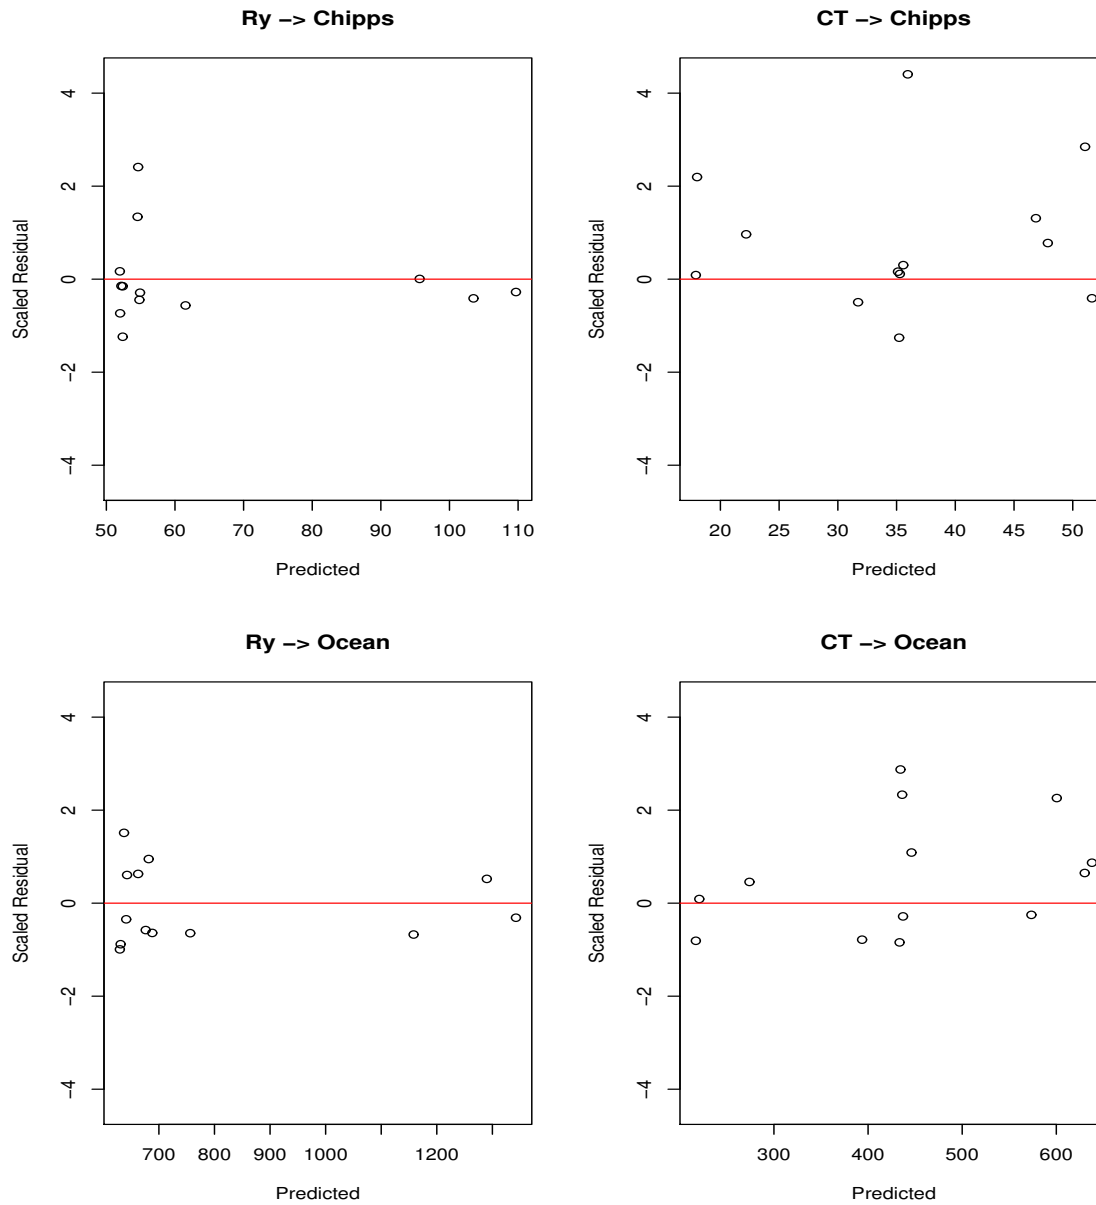 Ry −> Chipps
Scaled Residual
4
2
0
−2
−4
50 60 70 80 90 100 110
Predicted
CT −> Chipps
Scaled Residual
4
2
0
−2
−4
20 25 30 35 40 45 50
Predicted
Ry −> Ocean
Scaled Residual
4
2
0
−2
−4
700 800 900 1000 1200
Predicted
CT −> Ocean
Scaled Residual
4
2
0
−2
−4
300 400 500 600
Predicted